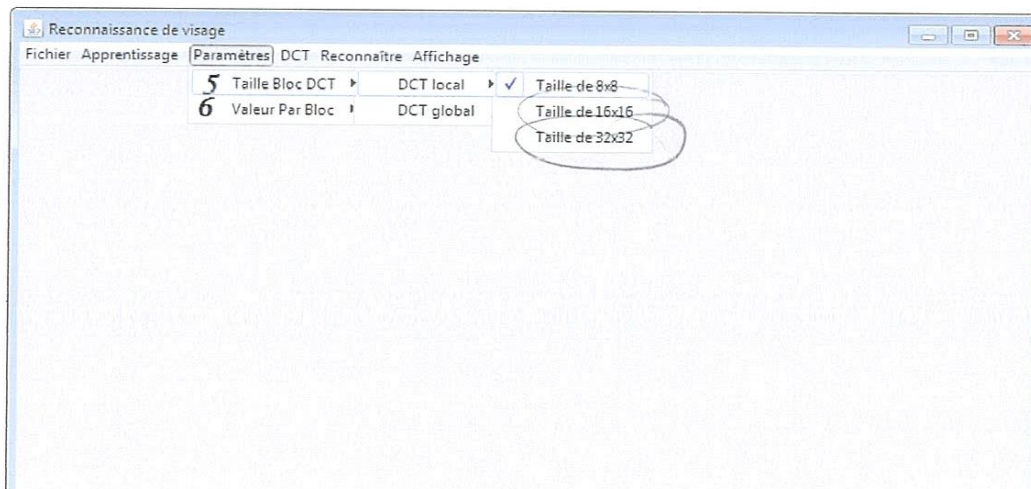 Reconnaissance de visage
Fichier Apprentissage Paramètres DCT Reconnaître Affichage
5 Taille Bloc DCT DCT local ✓ Taille de 8x8
6 Valeur Par Bloc DCT global Taille de 16x16
Taille de 32x32